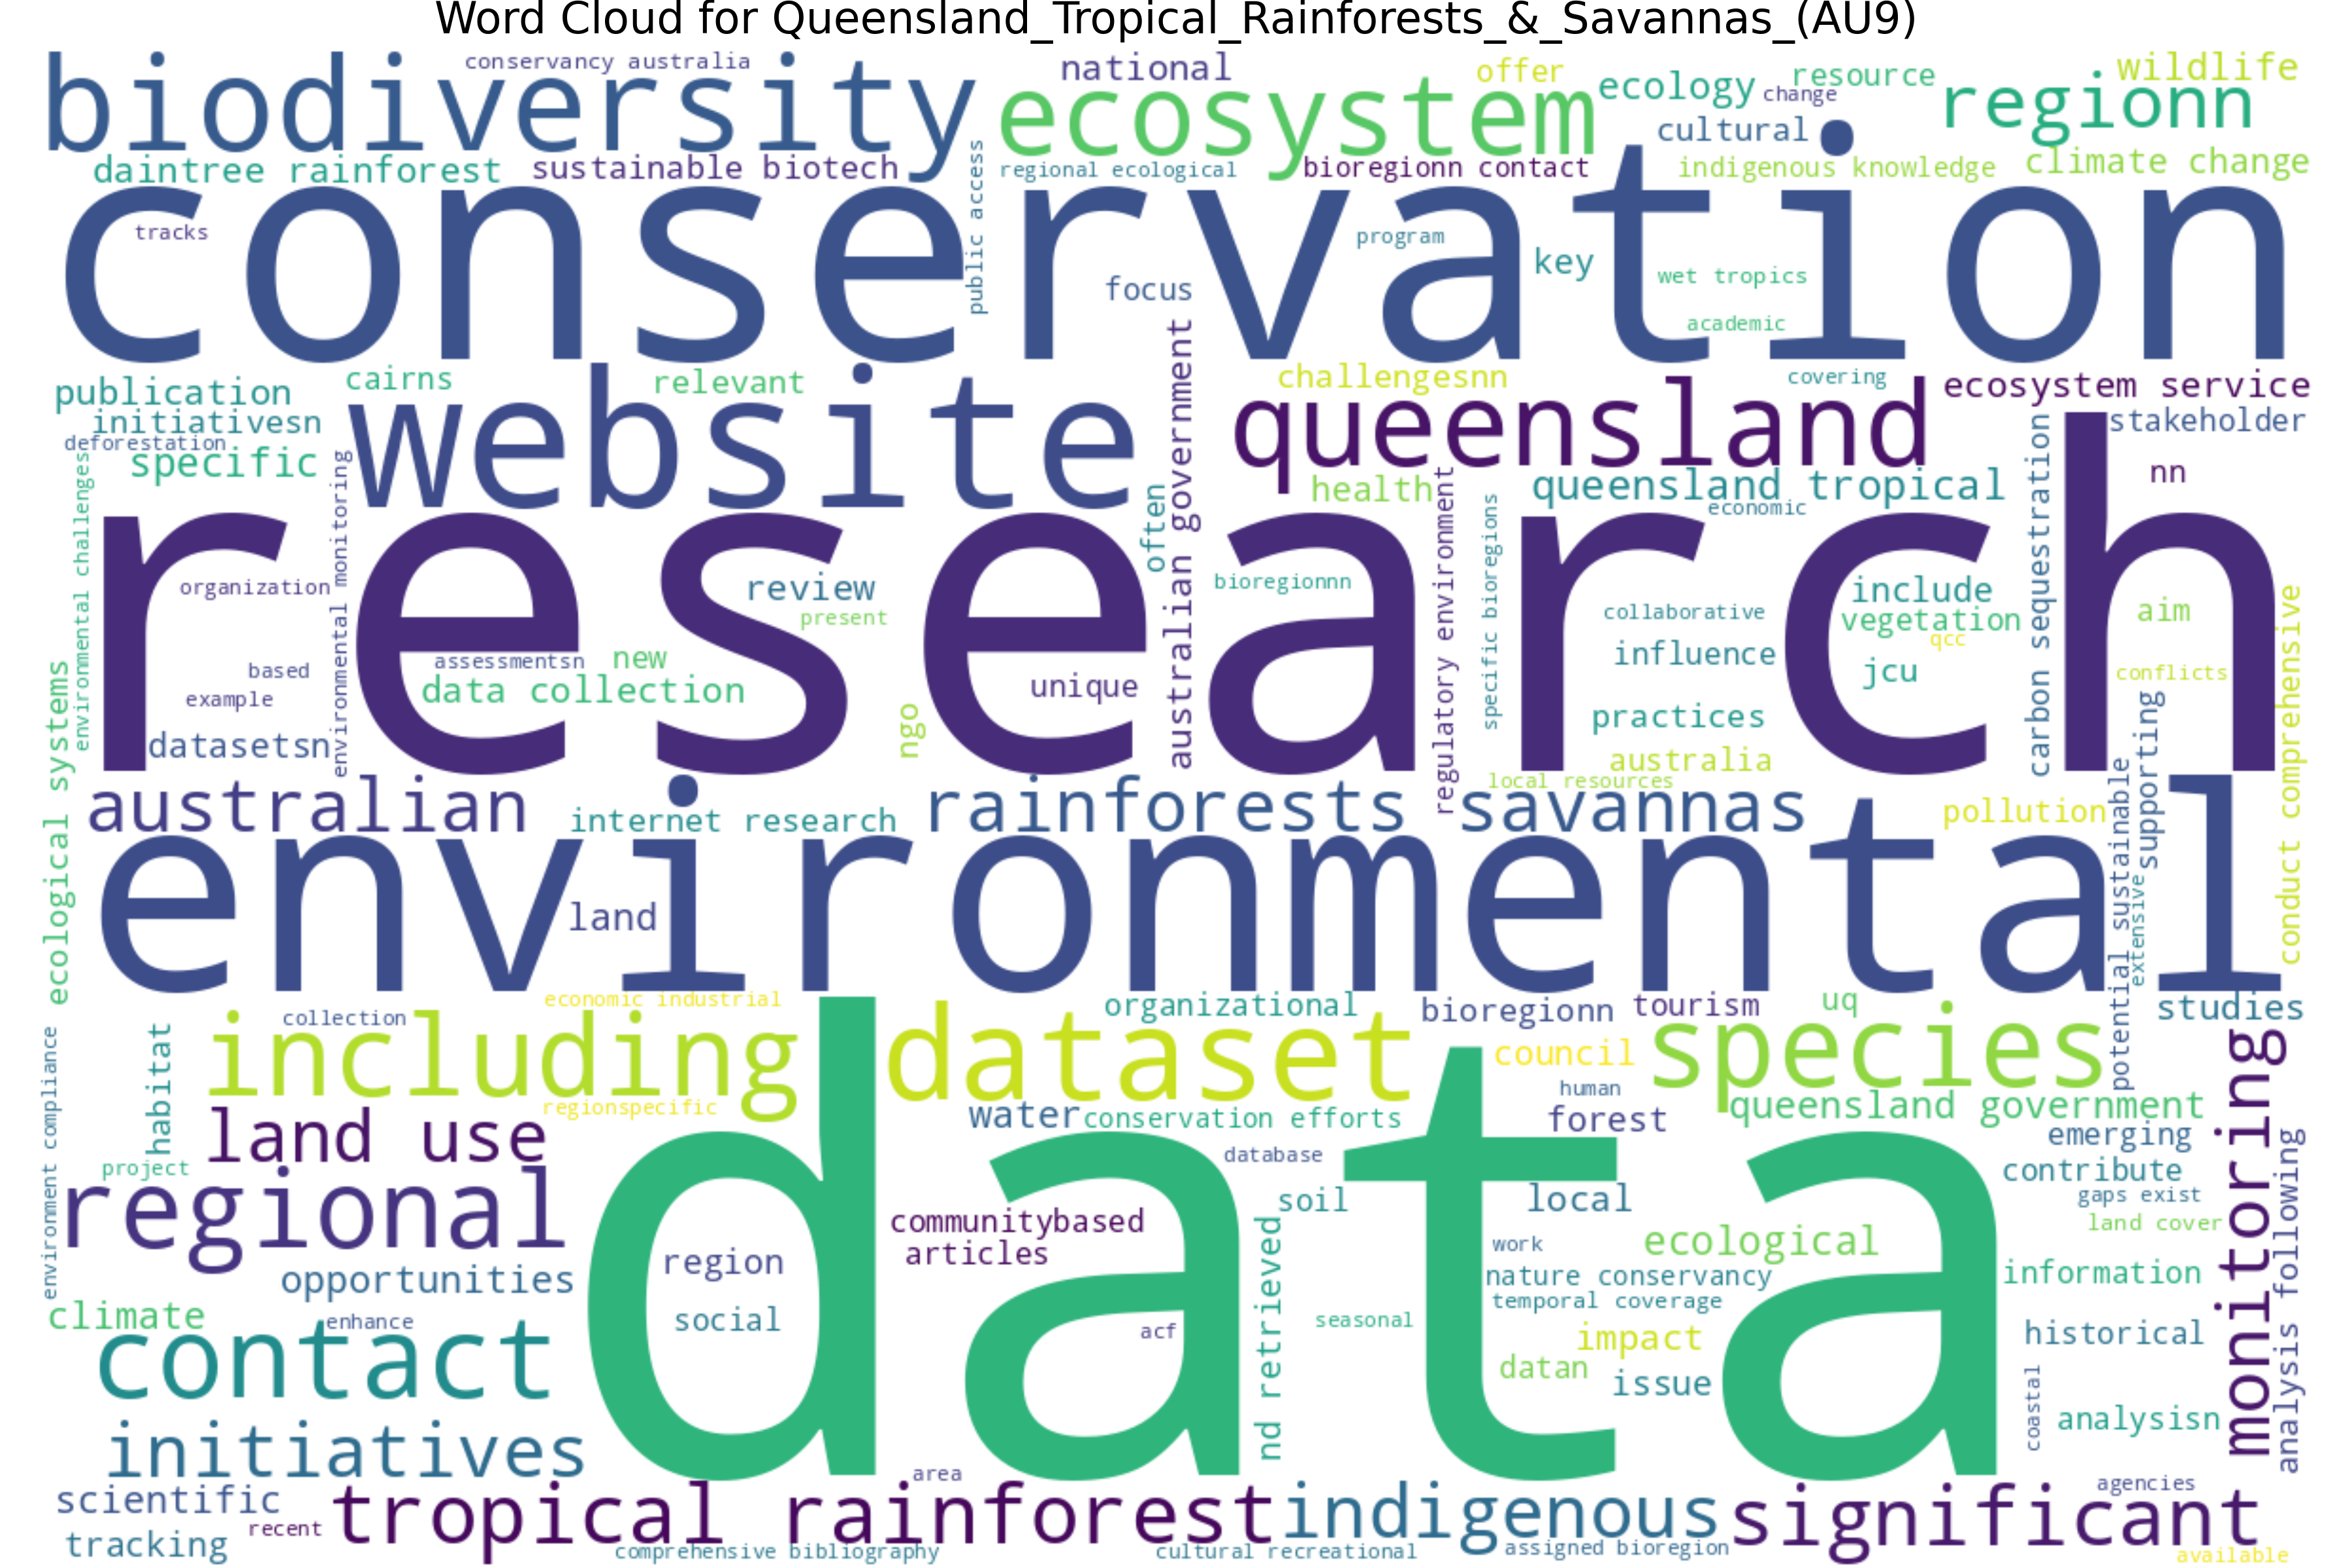 Word Cloud for Queensland_Tropical_Rainforests_&_Savannas_(AU9)
biodiversity
conservancy australia
national
offer
ecology
resource
change
wildlife
ecosystem
cultural
regionn
daintree rainforest
sustainable biotech
public access
regional ecological
bioregionn contact
indigenous knowledge
climate change
conservation
tracks
program
key
focus
wet tropics
academic
publication
cairns
relevant
australian government
challengesnn
covering
ecosystem service
initiativesn
website
queensland
stakeholder
deforestation
specific
environmental challenges
environmental monitoring
often
health
regulatory environment
specific bioregions
queensland tropical
economic
carbon sequestration
nn
research
organization
review
present
bioregionnn
collaborative
include
vegetation
qcc
aim
influence
jcu
conflicts
based
example
assessmentsn
new
data collection
unique
ngo
practices
datasetsn
australia
local resources
supporting
conduct comprehensive
ecological systems
australian
internet research
rainforests
savannas
pollution
potential sustainable
extensive
environmental
land
economic industrial
collection
organizational
bioregionn
tourism
uq
studies
including
dataset
council
species
human
habitat
environment compliance
regionspecific
water
conservation efforts
forest
queensland government
land use
project
database
emerging
monitoring
analysis following
contribute
regional
data
soil
local
gaps exist
land cover
communitybased
articles
nd retrieved
work
ecological
region
opportunities
nature conservancy
information
temporal coverage
climate
enhance
social
acf
seasonal
impact
historical
contact
datan
issue
coastal
analysisn
initiatives
area
agencies
scientific
tropical rainforest
indigenous
significant
recent
tracking
comprehensive bibliography
cultural recreational
assigned bioregion
available